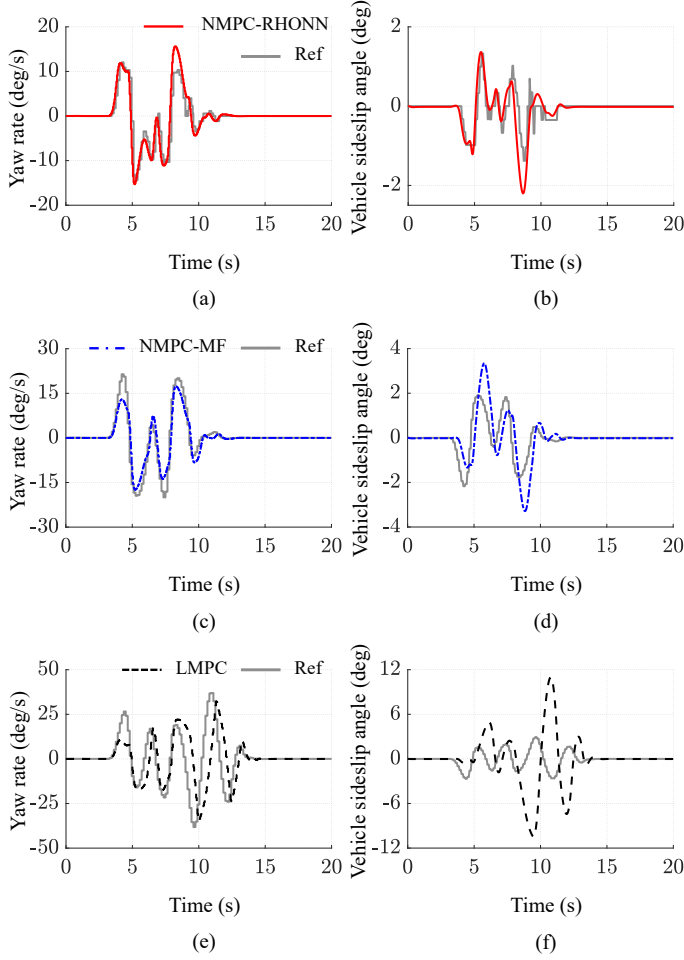 NMPC-RHONN
Ref
Yaw rate (deg/s)
20
10
0
-10
-20
0 5 10 15 20
Time (s)
(a)
Vehicle sideslip angle (deg)
2
0
-2
0 5 10 15 20
Time (s)
(b)
NMPC-MF Ref
Yaw rate (deg/s)
30
15
0
-15
-30
0 5 10 15 20
Time (s)
(c)
Vehicle sideslip angle (deg)
4
2
0
-2
-4
0 5 10 15 20
Time (s)
(d)
LMPC Ref
Yaw rate (deg/s)
50
25
0
-25
-50
0 5 10 15 20
Time (s)
(e)
Vehicle sideslip angle (deg)
12
6
0
-6
-12
0 5 10 15 20
Time (s)
(f)